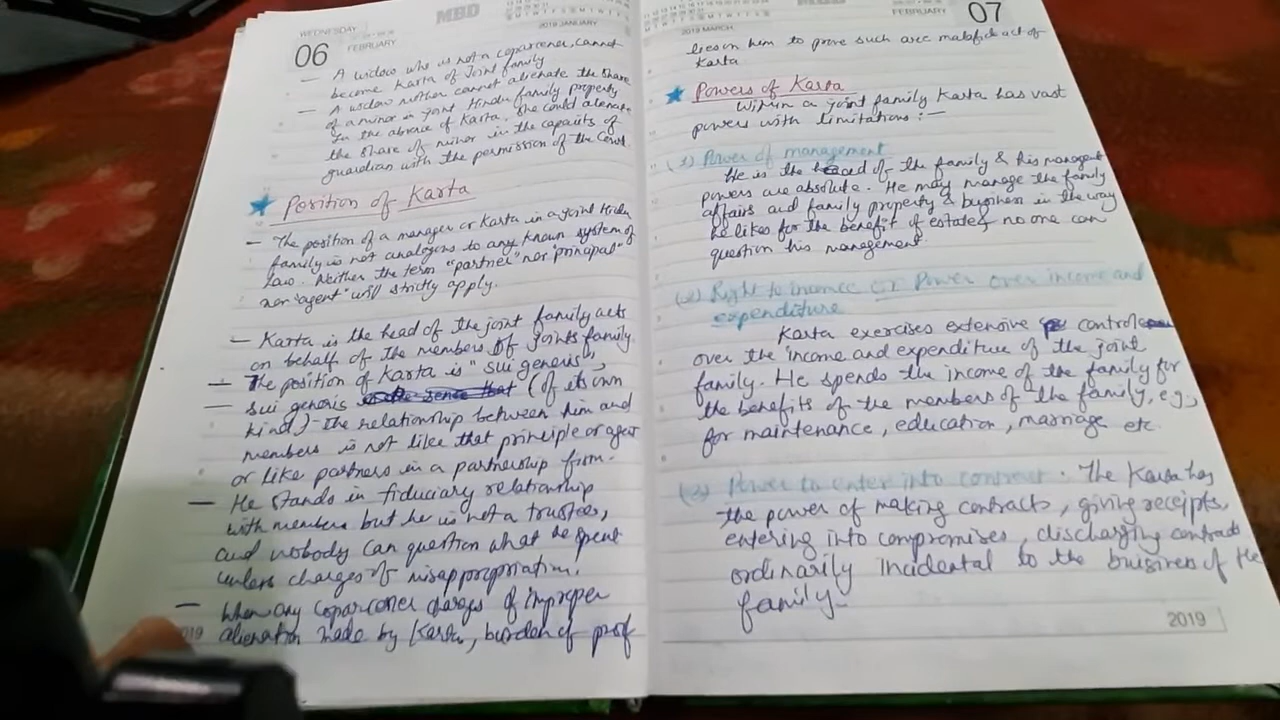 WEDNESDAY
06
FEBRUARY
MBD
2019 JANUARY
— A widow who is not a coparcener, cannot
become Karta of Joint family
— A widow mother cannot alienate the share
of a minor in joint Hindu family property
In the absence of Karta, she could alienate
the share of minor in the capacity of
guardian with the permission of the Court.
★ Position of Karta
— The position of a manager or Karta in a joint Hindu
family is not analogous to any known system of
law. Neither the term "partner" nor "principal"
nor "agent" will strictly apply.
— Karta is the head of the joint family acts
on behalf of the members of joints family
— The position of Karta is "sui generis",
— sui generis (of its own
kind) - the relationship between him and
members is not like that principle or agent
or like partners in a partnership firm.
— He stands in fiduciary relationship
with members but he is not a trustees,
and nobody can question what he spent
unless charges of misappropriation.
— When any coparcener charges of improper
alienation made by Karta, burden of prof
2019 MARCH
FEBRUARY
07
lies on him to prove such are malafide act of
Karta
★ Powers of Karta
Within a joint family Karta has vast
powers with limitations :—
(1) Power of management
He is the head of the family & his
powers are absolute. He may manage the family
affairs and family property & business in the way
he likes for the benefit of estates no one can
question his management.
(2) Right to income or Power over income and
expenditure
Karta exercises extensive control
over the income and expenditure of the joint
family. He spends the income of the family for
the benefits of the members of the family, eg,
for maintenance, education, marriage etc.
(3) Power to enter into contract. The Karta has
the power of making contracts, giving receipts,
entering into compromises, discharging contract
ordinarily incidental to the business of the
family.
2019